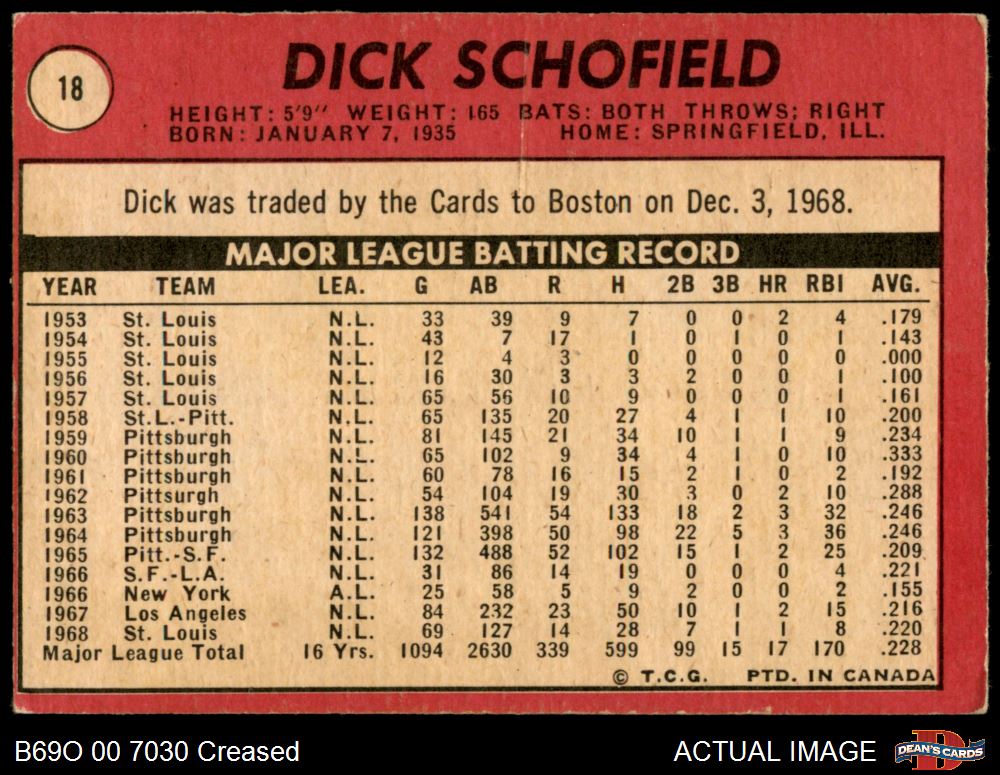 18
DICK SCHOFIELD
HEIGHT: 5'9" WEIGHT: 165 BATS: BOTH THROWS; RIGHT
BORN: JANUARY 7, 1935 HOME: SPRINGFIELD, ILL.
Dick was traded by the Cards to Boston on Dec. 3, 1968.
MAJOR LEAGUE BATTING RECORD
YEAR TEAM LEA. G AB R H 2B 3B HR RBI AVG.
1953 St. Louis N.L. 33 39 9 7 0 0 2 4 .179
1954 St. Louis N.L. 43 7 17 1 0 1 0 1 .143
1955 St. Louis N.L. 12 4 3 0 0 0 0 0 .000
1956 St. Louis N.L. 16 30 3 3 2 0 0 1 .100
1957 St. Louis N.L. 65 56 10 9 0 0 0 1 .161
1958 St.L.-Pitt. N.L. 65 135 20 27 4 1 1 10 .200
1959 Pittsburgh N.L. 81 145 21 34 10 1 1 9 .234
1960 Pittsburgh N.L. 65 102 9 34 4 1 0 10 .333
1961 Pittsburgh N.L. 60 78 16 15 2 1 0 2 .192
1962 Pittsurgh N.L. 54 104 19 30 3 0 2 10 .288
1963 Pittsburgh N.L. 138 541 54 133 18 2 3 32 .246
1964 Pittsburgh N.L. 121 398 50 98 22 5 3 36 .246
1965 Pitt.-S.F. N.L. 132 488 52 102 15 1 2 25 .209
1966 S.F.-L.A. N.L. 31 86 14 19 0 0 0 4 .221
1966 New York A.L. 25 58 5 9 2 0 0 2 .155
1967 Los Angeles N.L. 84 232 23 50 10 1 2 15 .216
1968 St. Louis N.L. 69 127 14 28 7 1 1 8 .220
Major League Total 16 Yrs. 1094 2630 339 599 99 15 17 170 .228
© T.C.G. PTD. IN CANADA
B69O 00 7030 Creased
ACTUAL IMAGE
D
DEAN'S CARDS